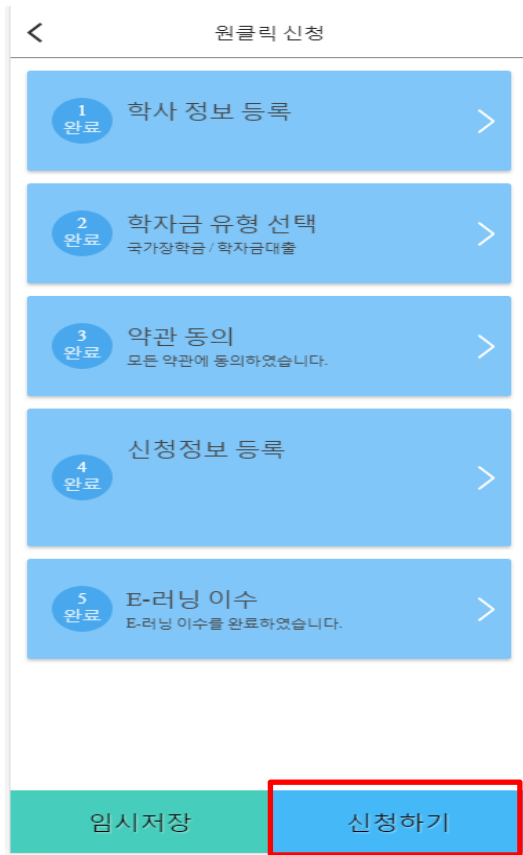 원클릭 신청
1
완료
학사 정보 등록
2
완료
학자금 유형 선택
국가장학금 / 학자금대출
3
완료
약관 동의
모든 약관에 동의하였습니다.
4
완료
신청정보 등록
5
완료
E-러닝 이수
E-러닝 이수를 완료하였습니다.
임시저장
신청하기